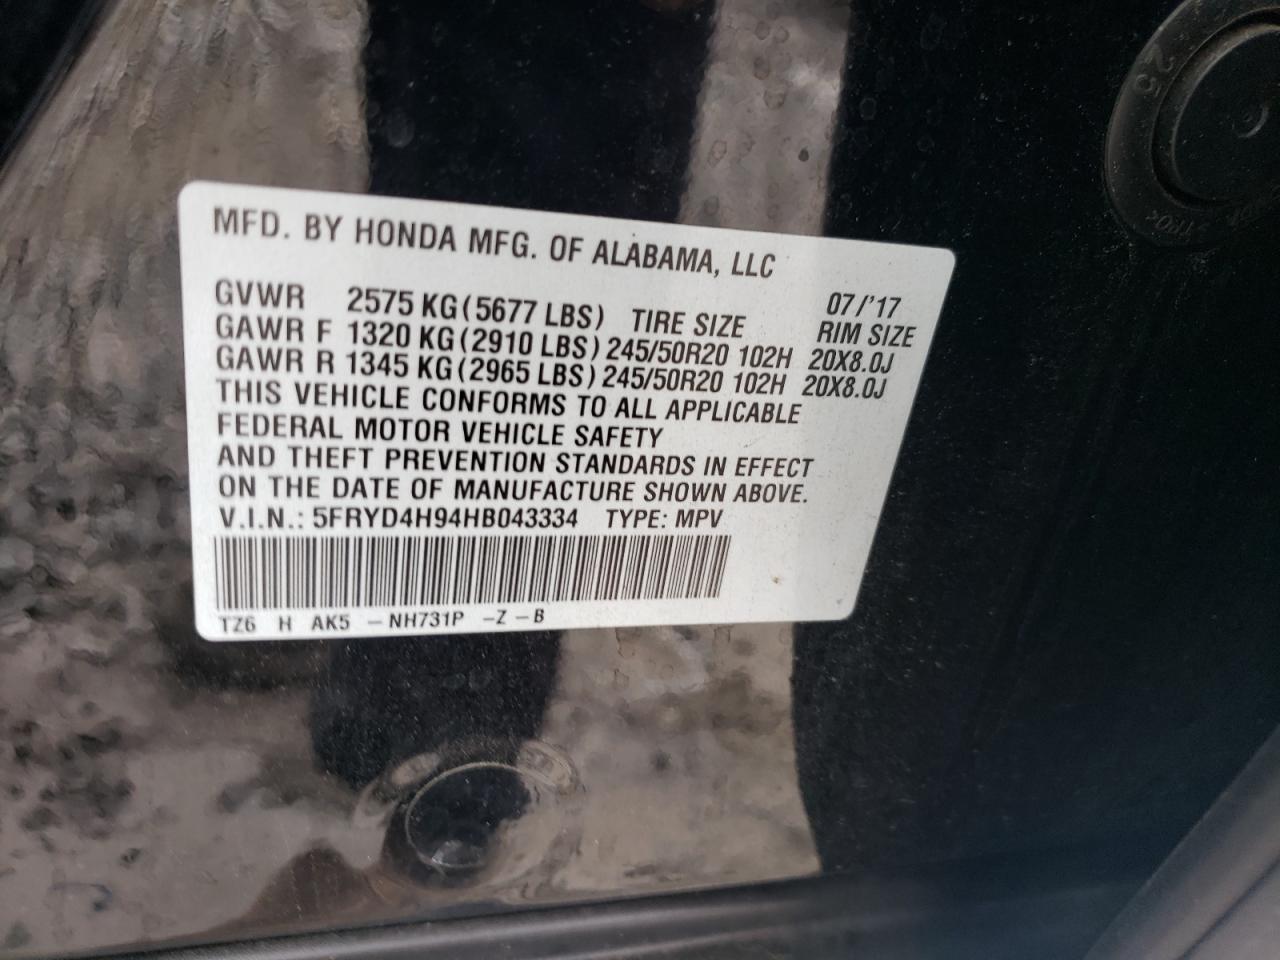 MFD. BY HONDA MFG. OF ALABAMA, LLC
07/'17
GVWR 2575 KG (5677 LBS) TIRE SIZE RIM SIZE
GAWR F 1320 KG (2910 LBS) 245/50R20 102H 20X8.0J
GAWR R 1345 KG (2965 LBS) 245/50R20 102H 20X8.0J
THIS VEHICLE CONFORMS TO ALL APPLICABLE
FEDERAL MOTOR VEHICLE SAFETY
AND THEFT PREVENTION STANDARDS IN EFFECT
ON THE DATE OF MANUFACTURE SHOWN ABOVE.
V.I.N.: 5FRYD4H94HB043334 TYPE: MPV
TZ6 H AK5 -NH731P -Z-B
25